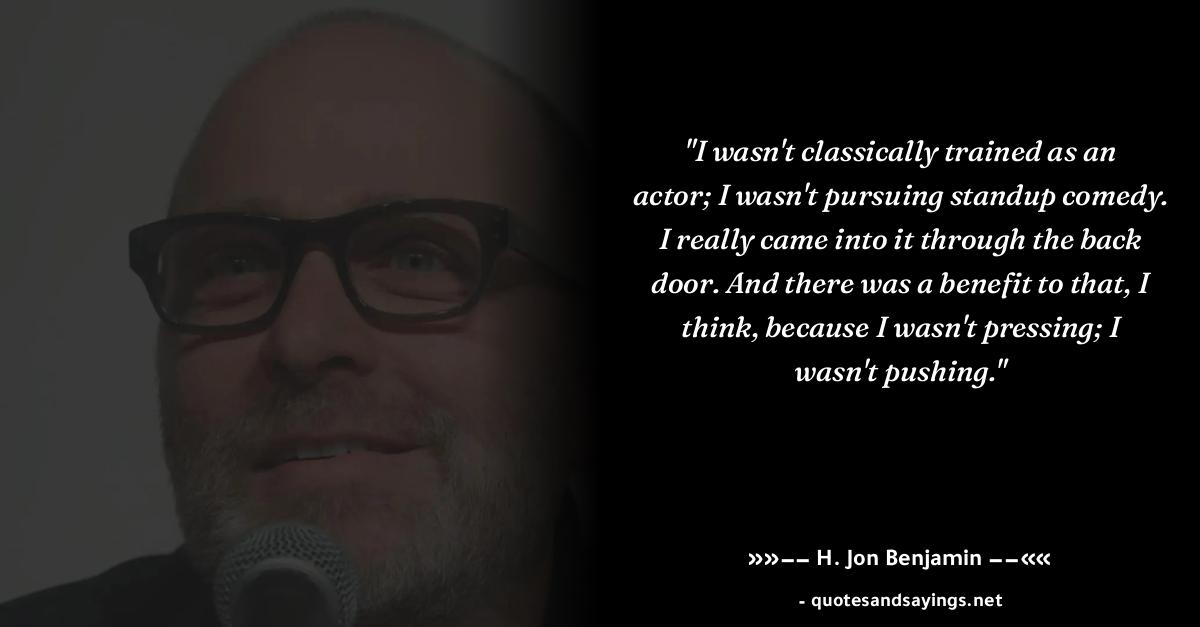 "I wasn't classically trained as an
actor; I wasn't pursuing standup comedy.
I really came into it through the back
door. And there was a benefit to that, I
think, because I wasn't pressing; I
wasn't pushing."
»»−− H. Jon Benjamin −−««
- quotesandsayings.net